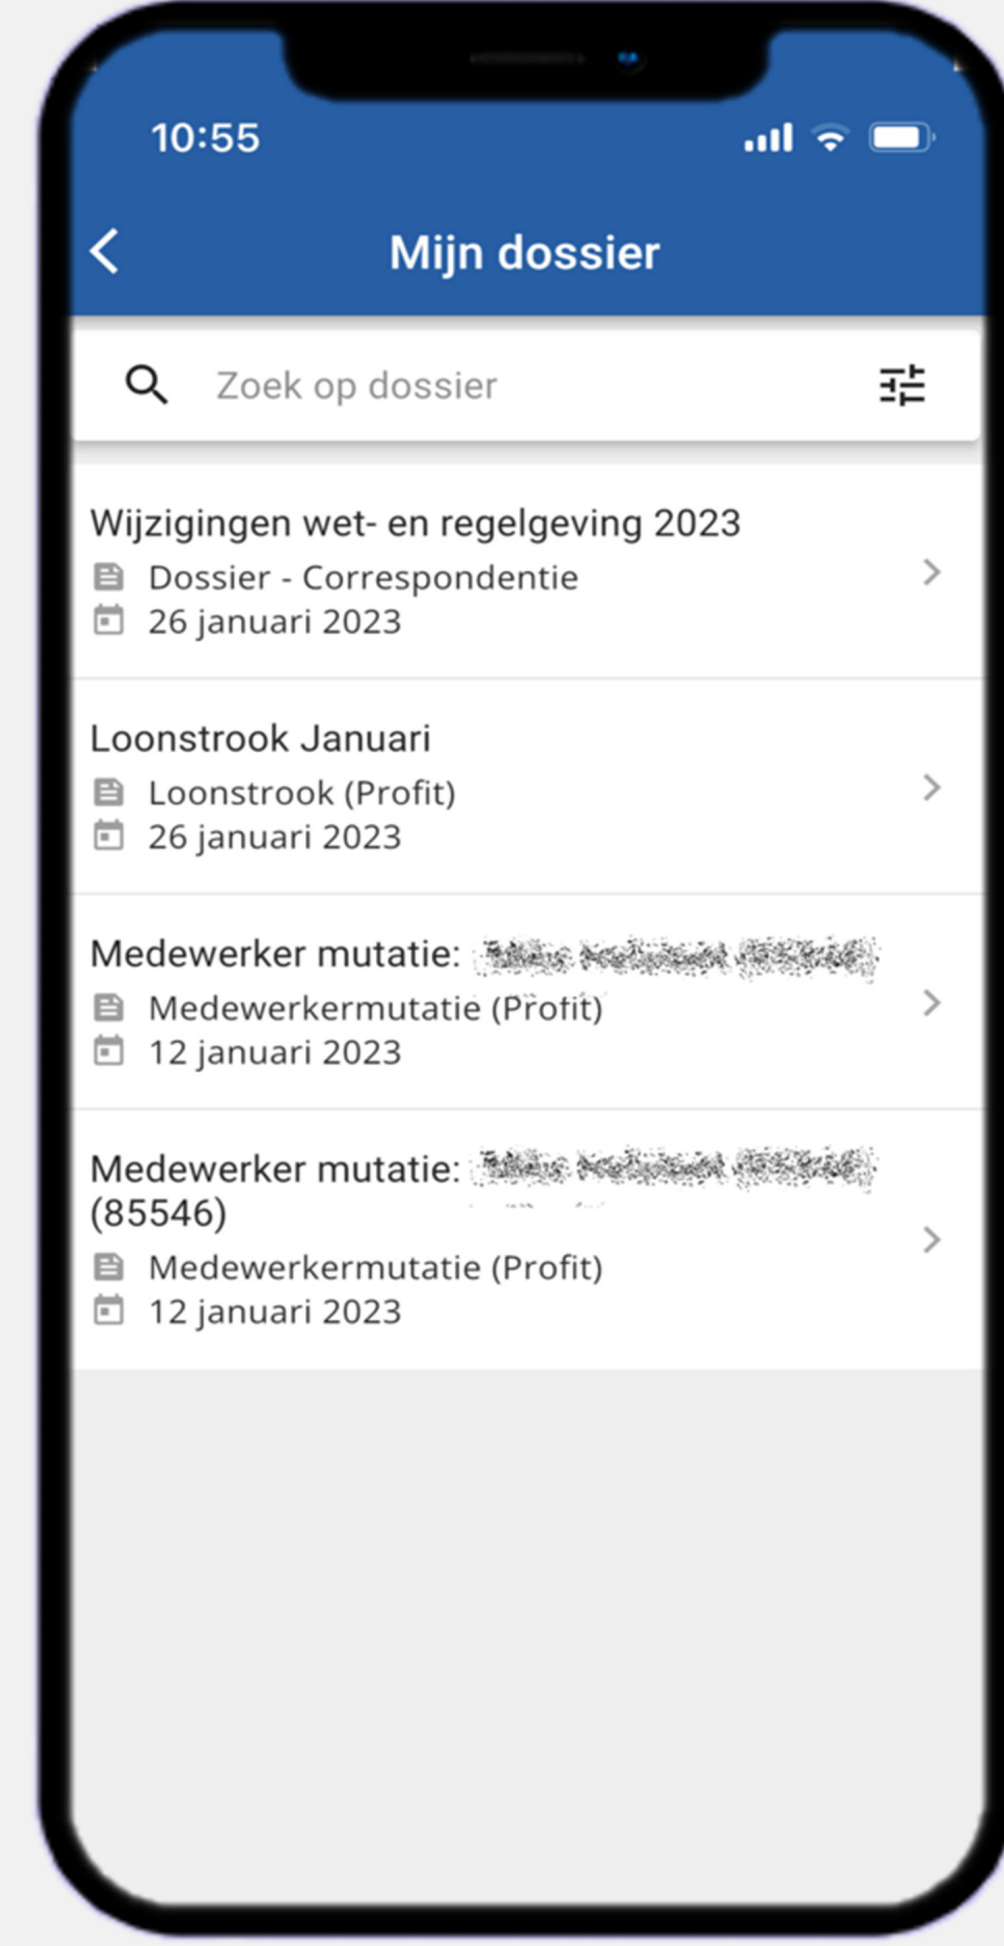 10:55
Mijn dossier
Zoek op dossier
Wijzigingen wet- en regelgeving 2023
Dossier - Correspondentie
26 januari 2023
Loonstrook Januari
Loonstrook (Profit)
26 januari 2023
Medewerker mutatie:
Medewerkermutatie (Profit)
12 januari 2023
Medewerker mutatie:
(85546)
Medewerkermutatie (Profit)
12 januari 2023